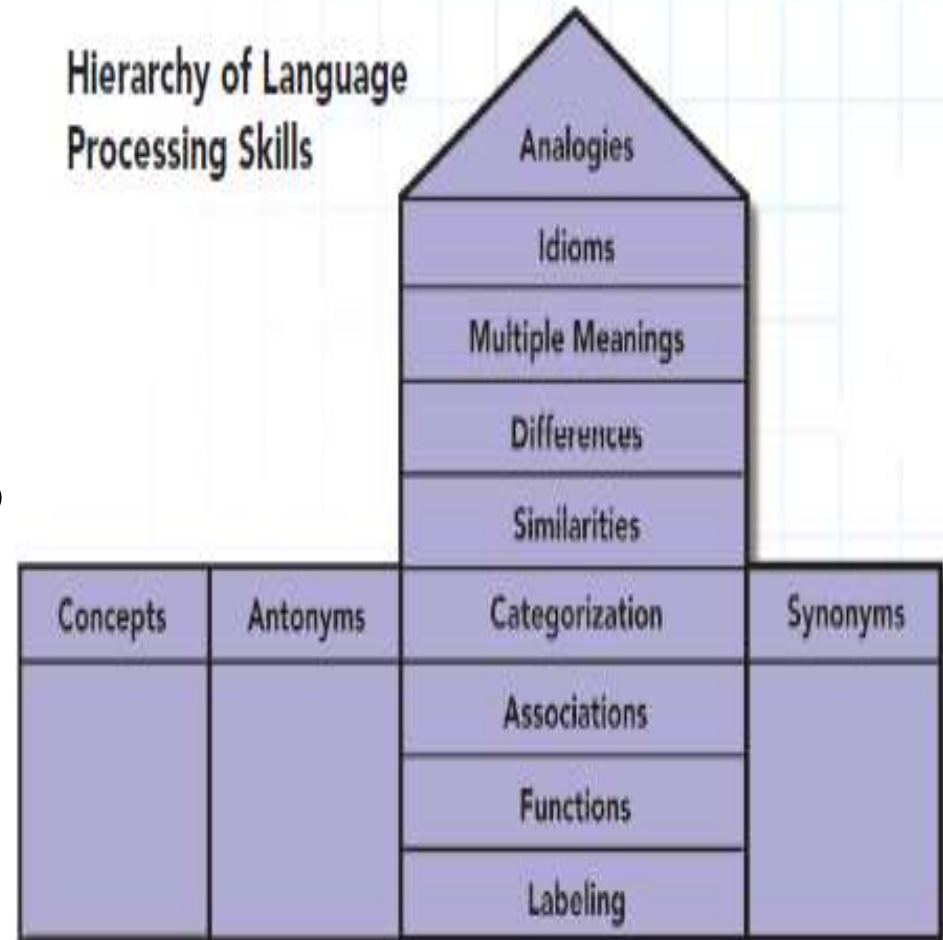 Hierarchy of Language
Processing Skills
Analogies
Idioms
Multiple Meanings
Differences
Similarities
Concepts
Antonyms
Categorization
Synonyms
Associations
Functions
Labeling